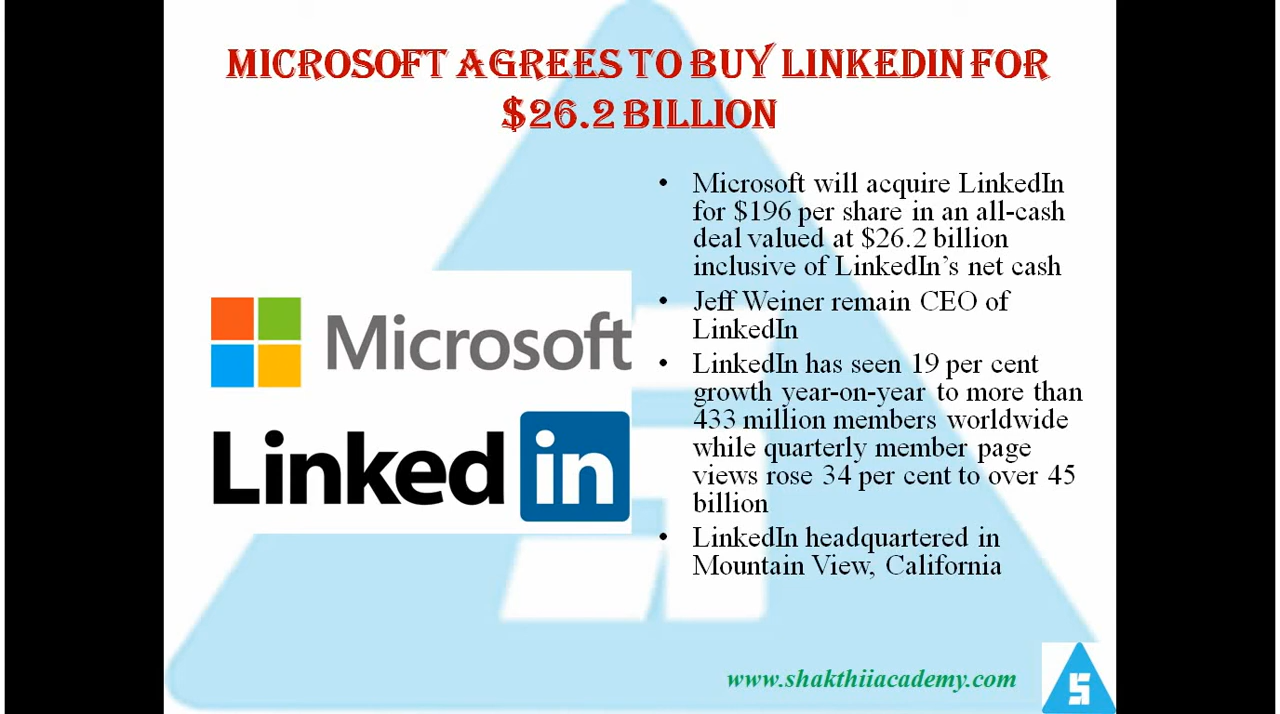 MICROSOFT AGREES TO BUY LINKEDIN FOR
$26.2 BILLION
• Microsoft will acquire LinkedIn
for $196 per share in an all-cash
deal valued at $26.2 billion
inclusive of LinkedIn’s net cash
• Jeff Weiner remain CEO of
LinkedIn
• LinkedIn has seen 19 per cent
growth year-on-year to more than
433 million members worldwide
while quarterly member page
views rose 34 per cent to over 45
billion
• LinkedIn headquartered in
Mountain View, California
Microsoft
Linked in
www.shakthiiacademy.com
S